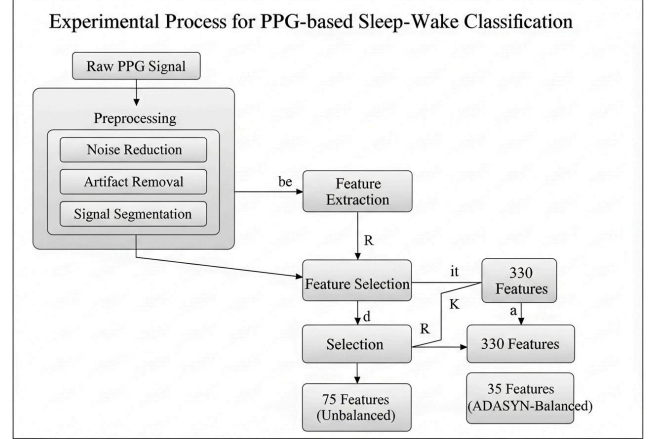 Experimental Process for PPG-based Sleep-Wake Classification
Raw PPG Signal
Preprocessing
Noise Reduction
Artifact Removal
Signal Segmentation
be
Feature
Extraction
R
Feature Selection
it
330
Features
K
a
d
R
Selection
330 Features
75 Features
(Unbalanced)
35 Features
(ADASYN-Balanced)